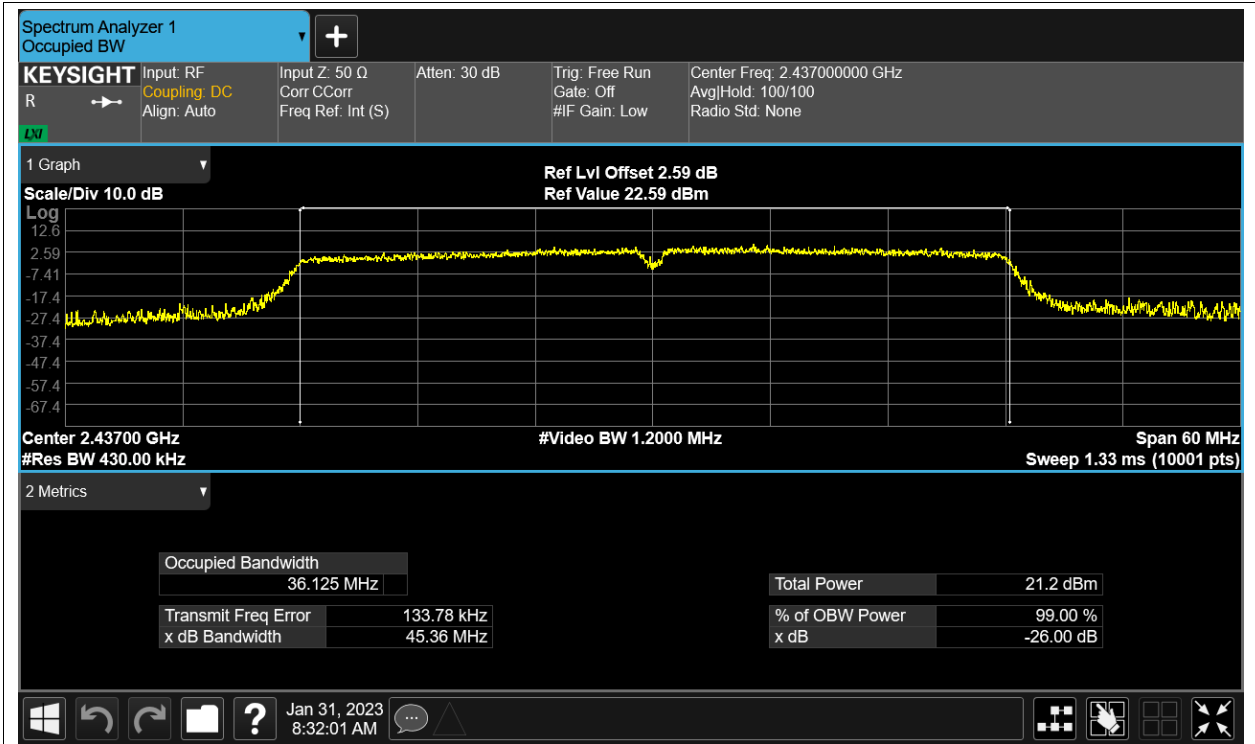 Spectrum Analyzer 1
Occupied BW
KEYSIGHT
R
LXI
Input: RF
Coupling: DC
Align: Auto
Input Z: 50 Ω
Corr CCorr
Freq Ref: Int (S)
Atten: 30 dB
Trig: Free Run
Gate: Off
#IF Gain: Low
Center Freq: 2.437000000 GHz
Avg|Hold: 100/100
Radio Std: None
1 Graph
Scale/Div 10.0 dB
Ref Lvl Offset 2.59 dB
Ref Value 22.59 dBm
Log
12.6
2.59
-7.41
-17.4
-27.4
-37.4
-47.4
-57.4
-67.4
Center 2.43700 GHz
#Video BW 1.2000 MHz
Span 60 MHz
#Res BW 430.00 kHz
Sweep 1.33 ms (10001 pts)
2 Metrics
Occupied Bandwidth
36.125 MHz
Total Power 21.2 dBm
Transmit Freq Error 133.78 kHz
% of OBW Power 99.00 %
x dB Bandwidth 45.36 MHz
x dB -26.00 dB
?
Jan 31, 2023
8:32:01 AM